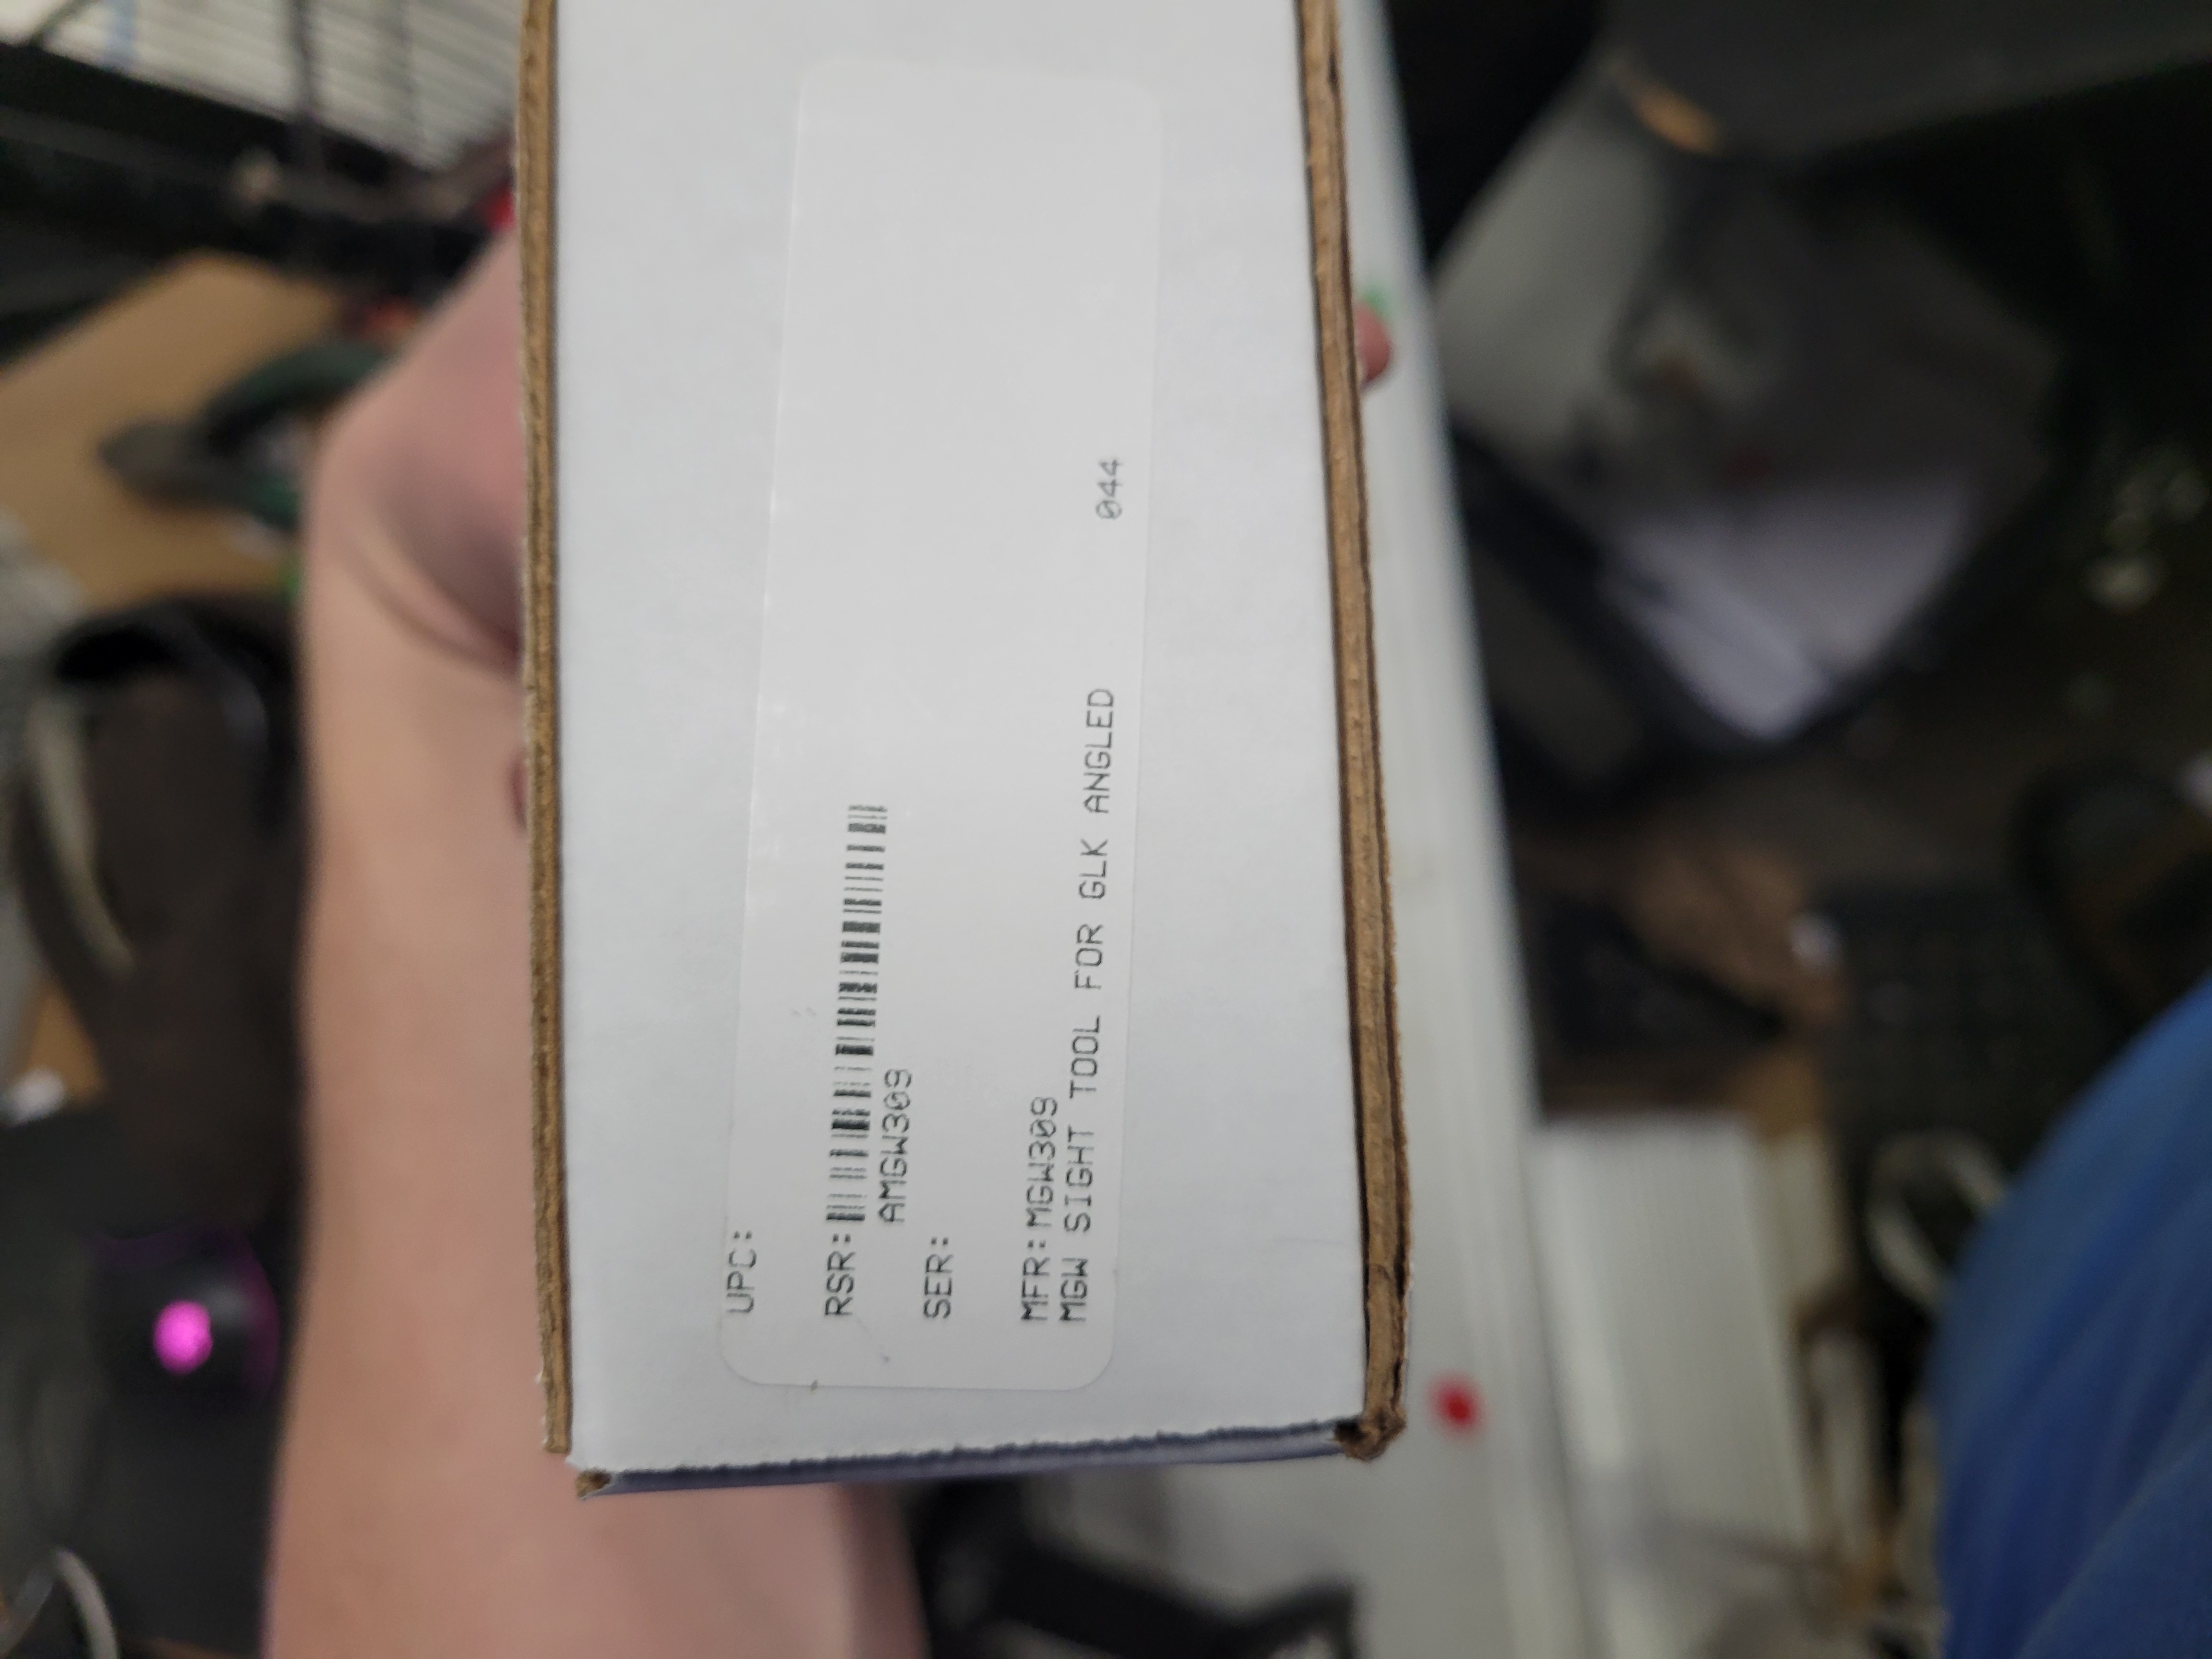 UPC:
RSR:
AMGW309
SER:
MFR:MGW309
MGW SIGHT TOOL FOR GLK ANGLED 044